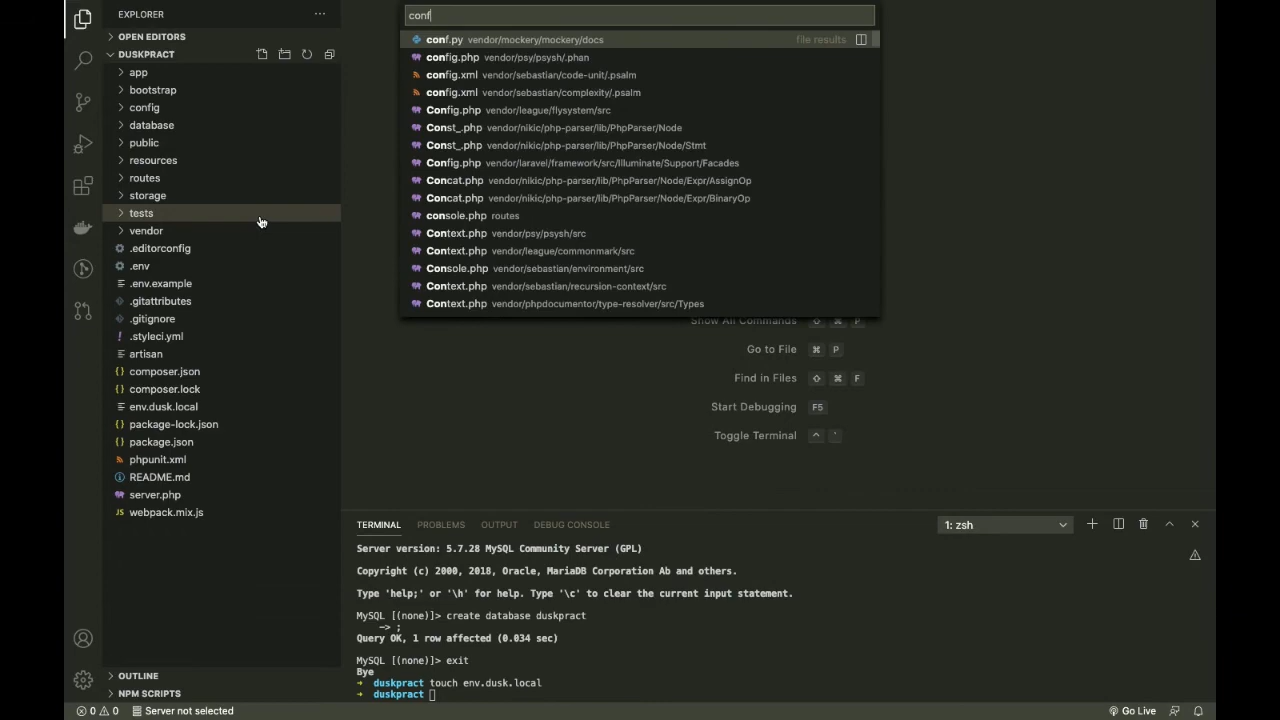 EXPLORER
OPEN EDITORS
DUSKPRACT
app
bootstrap
config
database
public
resources
routes
storage
tests
vendor
.editorconfig
.env
.env.example
.gitattributes
.gitignore
.styleci.yml
artisan
composer.json
composer.lock
env.dusk.local
package-lock.json
package.json
phpunit.xml
README.md
server.php
webpack.mix.js
OUTLINE
NPM SCRIPTS
conf
conf.py vendor/mockery/mockery/docs file results
config.php vendor/psy/psysh/.phan
config.xml vendor/sebastian/code-unit/.psalm
config.xml vendor/sebastian/complexity/.psalm
Config.php vendor/league/flysystem/src
Const_.php vendor/nikic/php-parser/lib/PhpParser/Node
Const_.php vendor/nikic/php-parser/lib/PhpParser/Node/Stmt
Config.php vendor/laravel/framework/src/Illuminate/Support/Facades
Concat.php vendor/nikic/php-parser/lib/PhpParser/Node/Expr/AssignOp
Concat.php vendor/nikic/php-parser/lib/PhpParser/Node/Expr/BinaryOp
console.php routes
Context.php vendor/psy/psysh/src
Context.php vendor/league/commonmark/src
Console.php vendor/sebastian/environment/src
Context.php vendor/sebastian/recursion-context/src
Context.php vendor/phpdocumentor/type-resolver/src/Types
Show All Commands ⇧ ⌘ P
Go to File ⌘ P
Find in Files ⇧ ⌘ F
Start Debugging F5
Toggle Terminal ⌃ `
TERMINAL PROBLEMS OUTPUT DEBUG CONSOLE 1: zsh
Server version: 5.7.28 MySQL Community Server (GPL)
Copyright (c) 2000, 2018, Oracle, MariaDB Corporation Ab and others.
Type 'help;' or '\h' for help. Type '\c' to clear the current input statement.
MySQL [(none)]> create database duskpract
-> ;
Query OK, 1 row affected (0.034 sec)
MySQL [(none)]> exit
Bye
➜ duskpract touch env.dusk.local
➜ duskpract
0 0 Server not selected Go Live